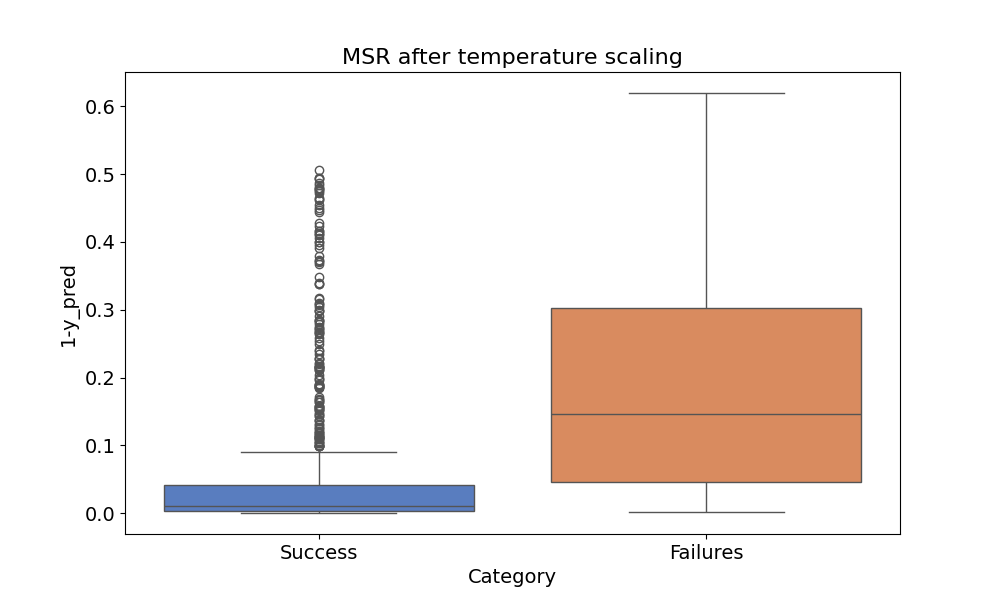 MSR after temperature scaling
1-y_pred
0.6
0.5
0.4
0.3
0.2
0.1
0.0
Success Failures
Category